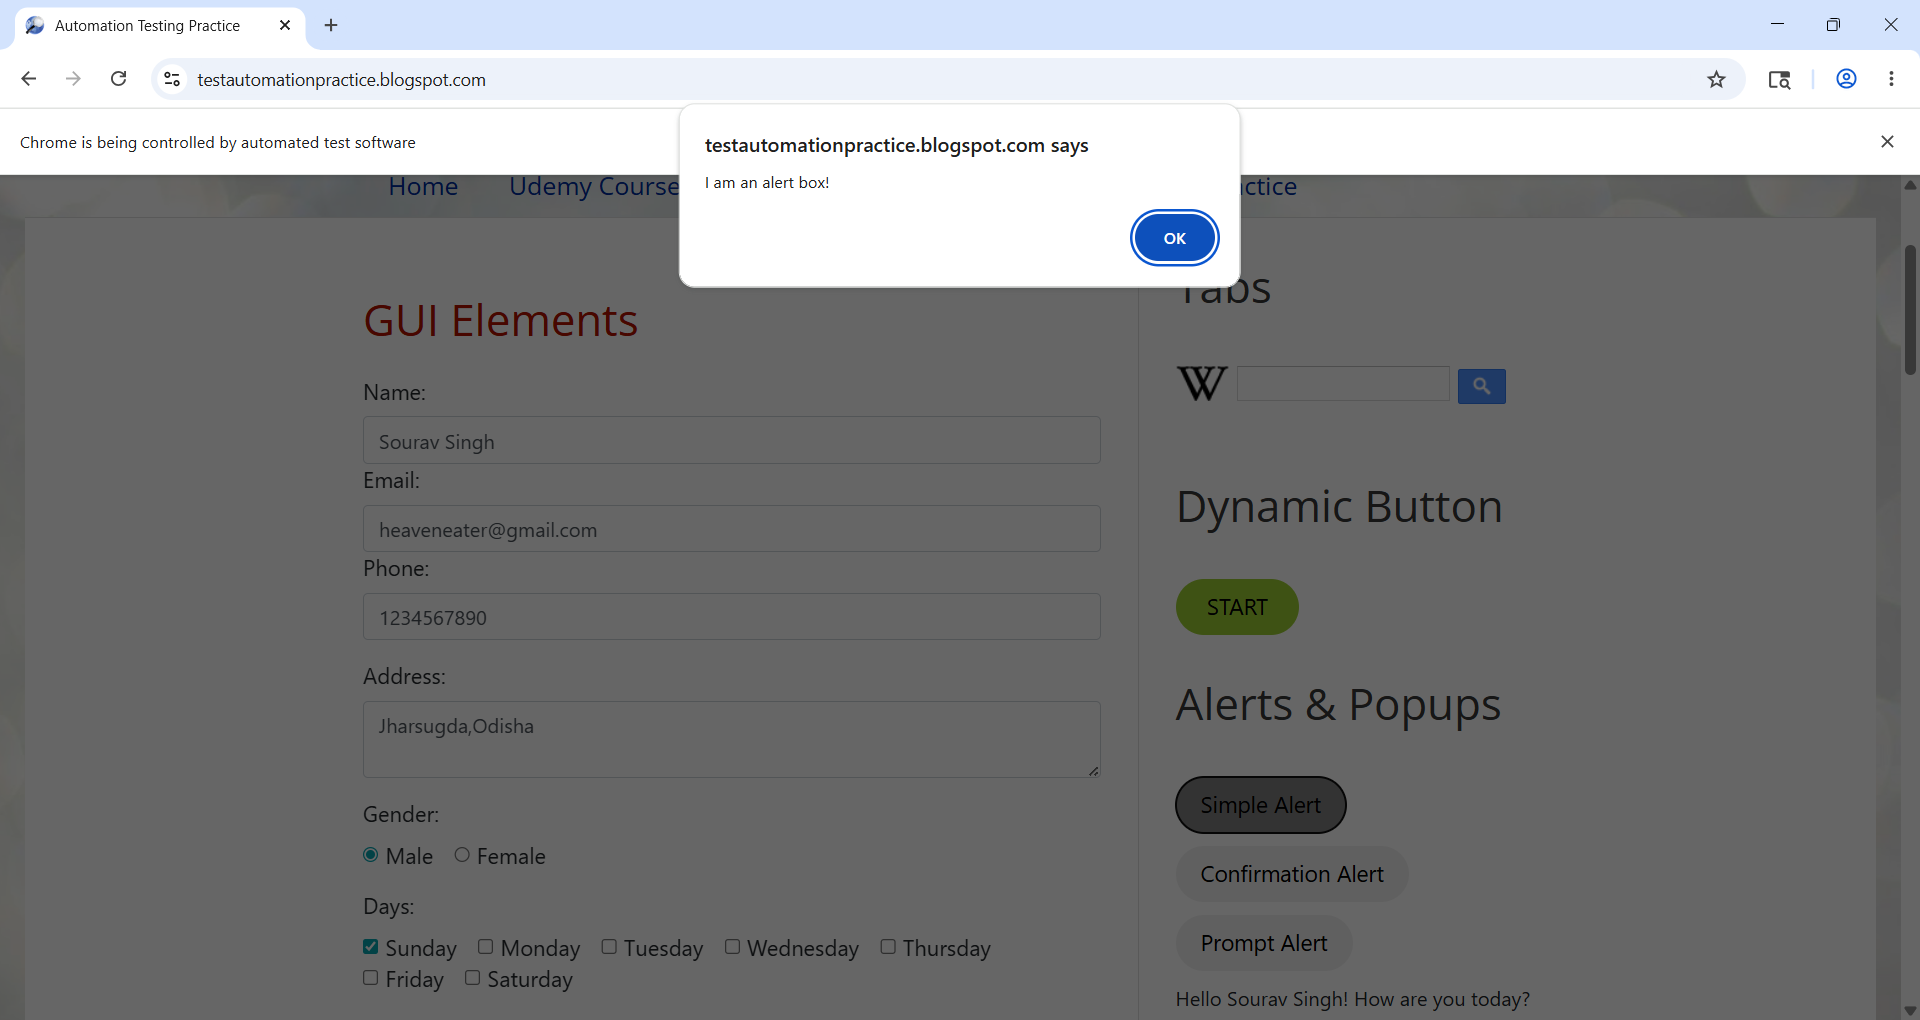 Automation Testing Practice
testautomationpractice.blogspot.com
Chrome is being controlled by automated test software
testautomationpractice.blogspot.com says
I am an alert box!
OK
Home Udemy Course
GUI Elements
Name:
Sourav Singh
Email:
heaveneater@gmail.com
Phone:
1234567890
Address:
Jharsugda,Odisha
Gender:
Male Female
Days:
Sunday Monday Tuesday Wednesday Thursday
Friday Saturday
Tabs
W
Dynamic Button
START
Alerts & Popups
Simple Alert
Confirmation Alert
Prompt Alert
Hello Sourav Singh! How are you today?